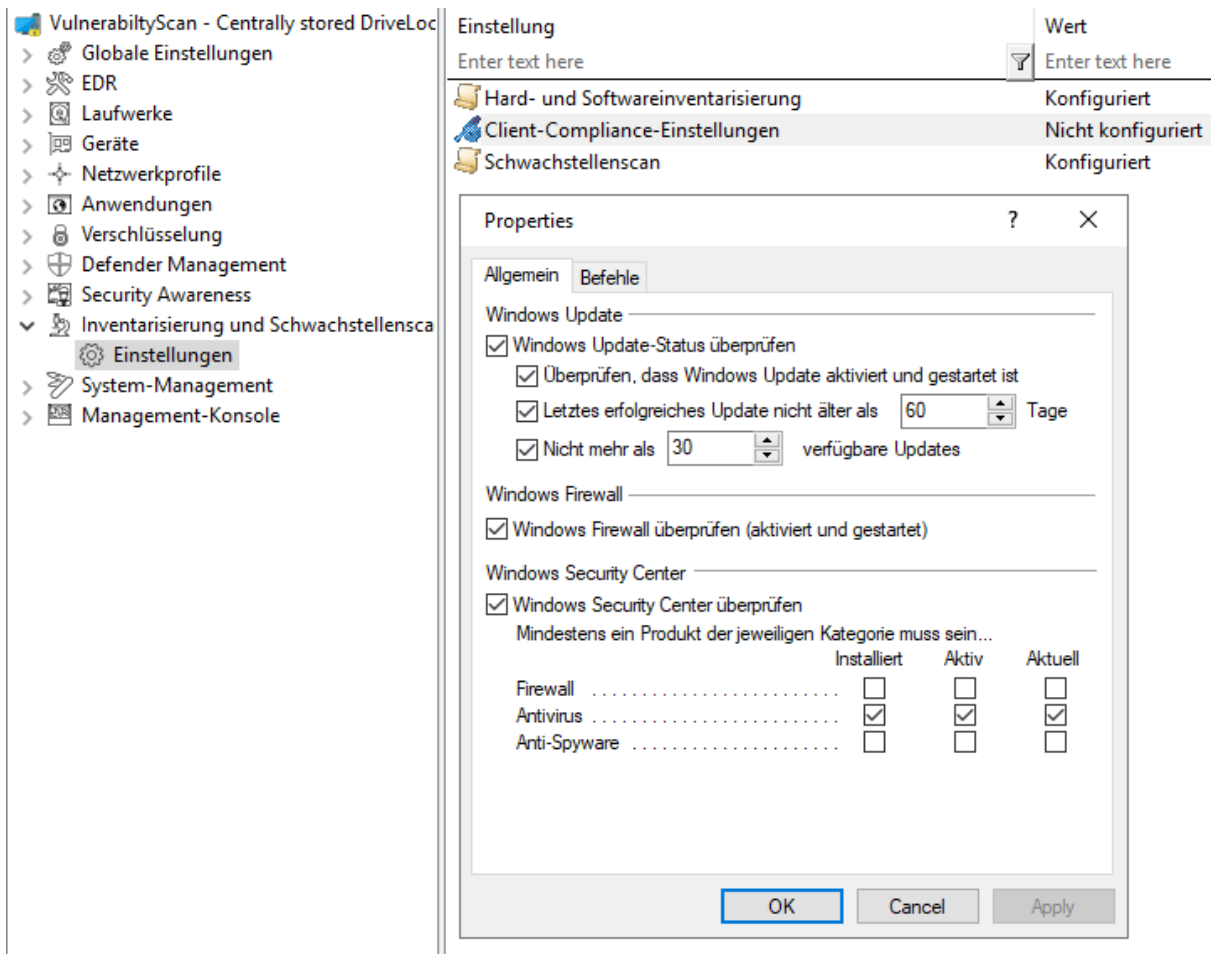 VulnerabiltyScan - Centrally stored DriveLoc
Globale Einstellungen
EDR
Laufwerke
Geräte
Netzwerkprofile
Anwendungen
Verschlüsselung
Defender Management
Security Awareness
Inventarisierung und Schwachstellensca
Einstellungen
System-Management
Management-Konsole
Einstellung Wert
Enter text here Enter text here
Hard- und Softwareinventarisierung Konfiguriert
Client-Compliance-Einstellungen Nicht konfiguriert
Schwachstellenscan Konfiguriert
Properties ?
Allgemein Befehle
Windows Update
Windows Update-Status überprüfen
Überprüfen, dass Windows Update aktiviert und gestartet ist
Letztes erfolgreiches Update nicht älter als 60 Tage
Nicht mehr als 30 verfügbare Updates
Windows Firewall
Windows Firewall überprüfen (aktiviert und gestartet)
Windows Security Center
Windows Security Center überprüfen
Mindestens ein Produkt der jeweiligen Kategorie muss sein...
Installiert Aktiv Aktuell
Firewall . . . . . . . . . . . . . . . . . . . . . . . . .
Antivirus . . . . . . . . . . . . . . . . . . . . . . . . .
Anti-Spyware . . . . . . . . . . . . . . . . . . . . .
OK Cancel Apply